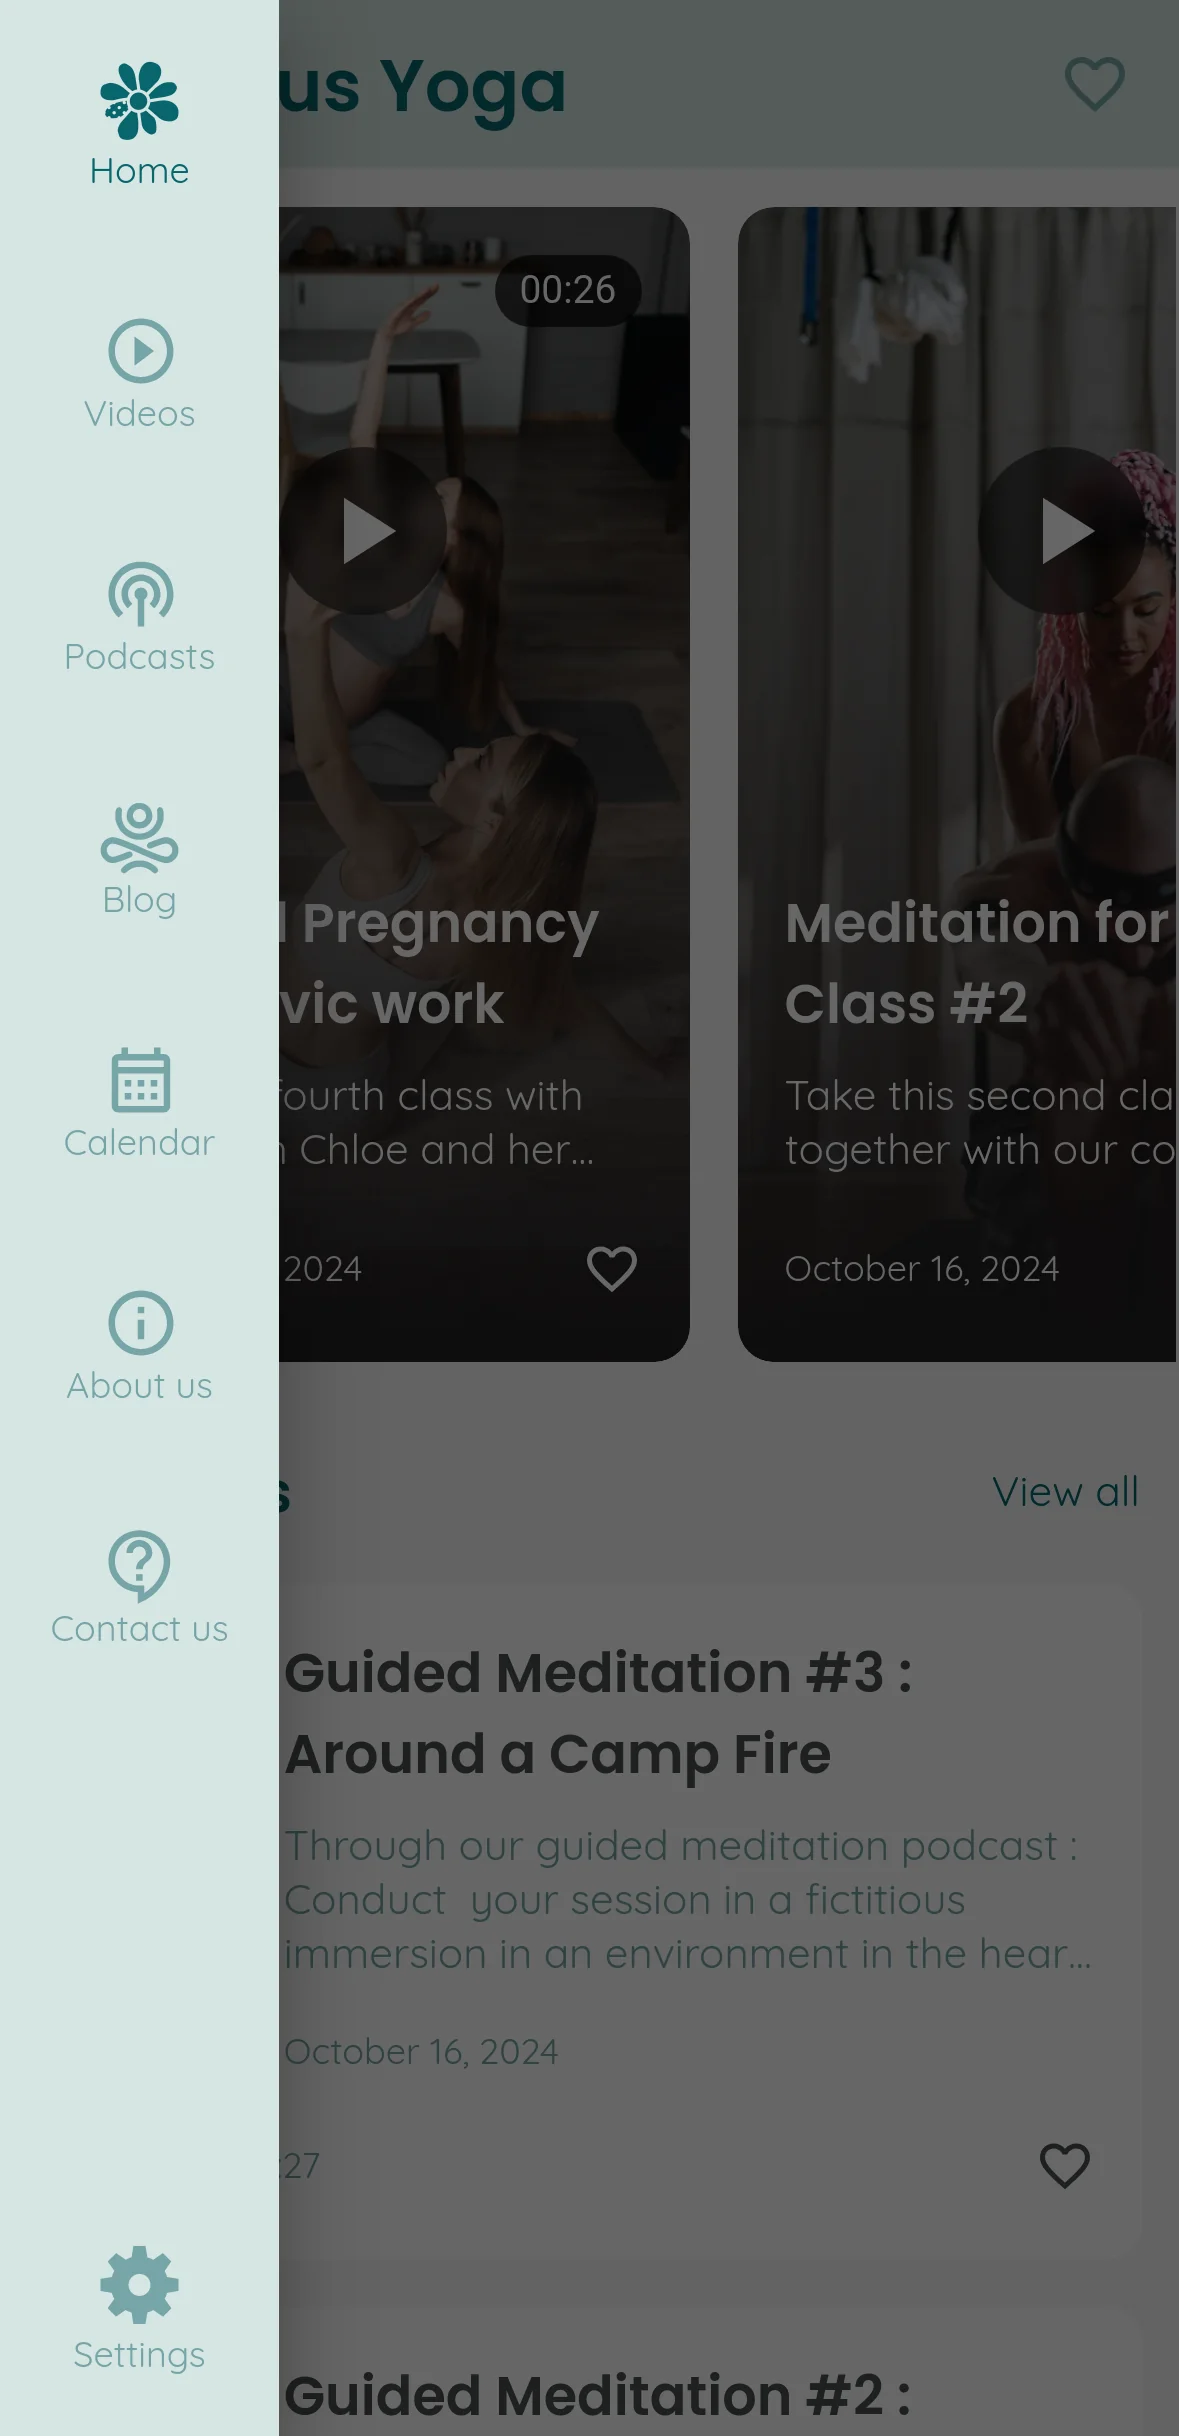 Home
Videos
Podcasts
Blog
Calendar
About us
Contact us
Settings
us Yoga
00:26
Pregnancy
vic work
fourth class with
Chloe and her...
2024
Meditation for
Class #2
Take this second cla
together with our co
October 16, 2024
s
View all
Guided Meditation #3 :
Around a Camp Fire
Through our guided meditation podcast :
Conduct  your session in a fictitious
immersion in an environment in the hear...
October 16, 2024
:27
Guided Meditation #2 :